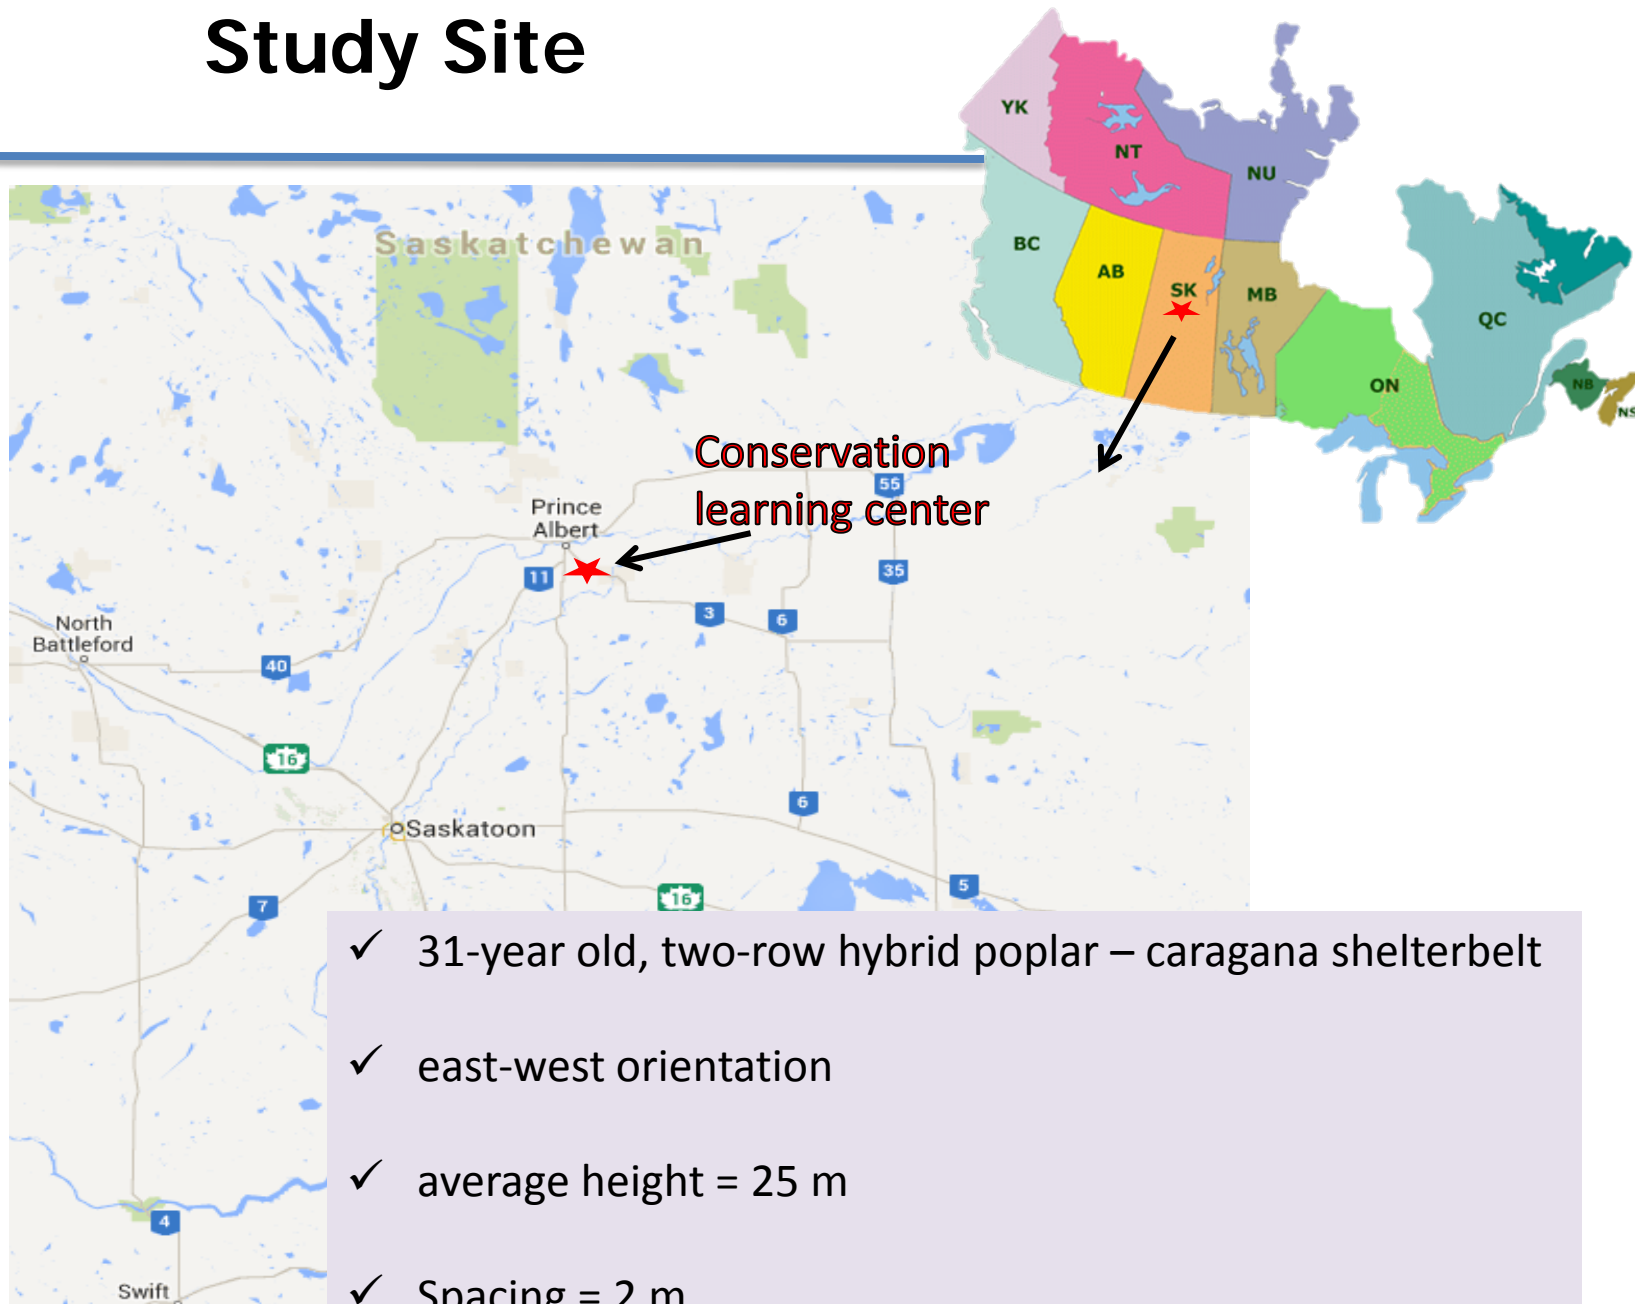 Study Site
YK
NT
NU
BC
AB
SK
MB
QC
ON
NB
NS
Saskatchewan
Conservation
learning center
55
Prince
Albert
11
35
3
6
North
Battleford
40
16
6
Saskatoon
5
16
7
✓ 31-year old, two-row hybrid poplar – caragana shelterbelt
✓ east-west orientation
✓ average height = 25 m
4
Swift
✓ Spacing = 2 m